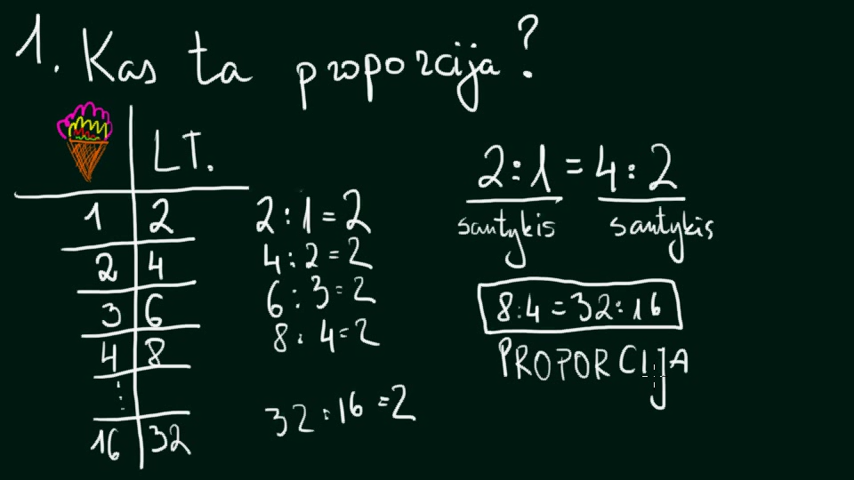 1. Kas ta proporcija?
LT.
1 2
2 4
3 6
4 8
⋮
16 32
2 : 1 = 2
4 : 2 = 2
6 : 3 = 2
8 : 4 = 2
32 : 16 = 2
2 : 1 = 4 : 2
santykis santykis
8 : 4 = 32 : 16
PROPORCIJA